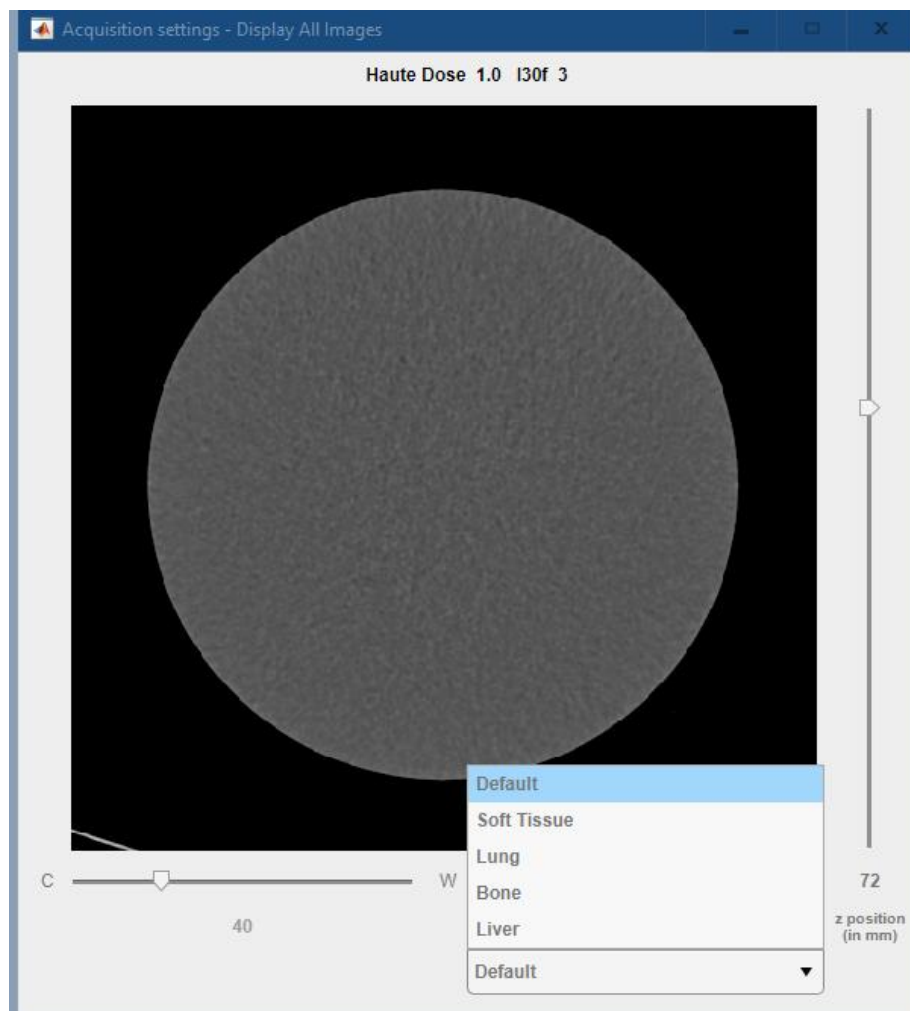 Acquisition settings - Display All Images
Haute Dose 1.0 I30f 3
Default
Soft Tissue
Lung
Bone
Liver
Default
C
W
40
72
z position
(in mm)